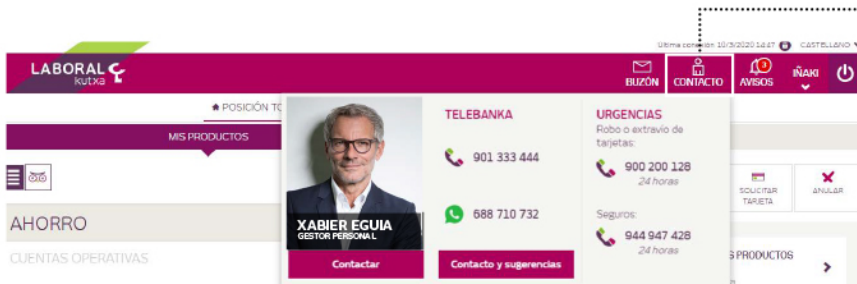 Última conexión 10/3/2020 14:47 CASTELLANO
LABORAL
kutxa
BUZÓN
CONTACTO
3
AVISOS
IÑAKI
POSICIÓN TO
MIS PRODUCTOS
AHORRO
CUENTAS OPERATIVAS
XABIER EGUIA
GESTOR PERSONAL
Contactar
TELEBANKA
901 333 444
688 710 732
Contacto y sugerencias
URGENCIAS
Robo o extravío de
tarjetas:
900 200 128
24 horas
Seguros:
944 947 428
24 horas
SOLICITAR
TARJETA
ANULAR
S PRODUCTOS